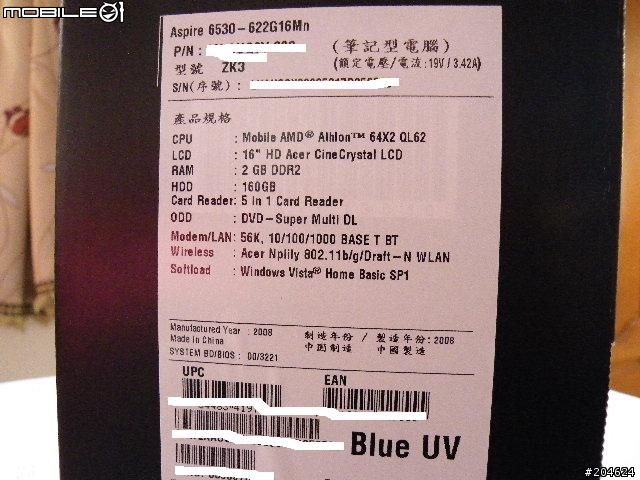 MOBILE01
Aspire 6530-622G16Mn
P/N :
(筆記型電腦)
型號 ZK3
(額定電壓/電流:19V/3.42A)
S/N(序號) :
產品規格
CPU : Mobile AMD® Athlon™ 64X2 QL62
LCD : 16" HD Acer CineCrystal LCD
RAM : 2 GB DDR2
HDD : 160GB
Card Reader: 5 in 1 Card Reader
ODD : DVD-Super Multi DL
Modem/LAN: 56K, 10/100/1000 BASE T BT
Wireless : Acer Nplify 802.11b/g/Draft-N WLAN
Softload : Windows Vista® Home Basic SP1
Manufactured Year : 2008 制造年份 / 製造年份:2008
Made in China 中国制造 中國製造
SYSTEM BD/BIOS : 00/3221
UPC EAN
Blue UV
#204624